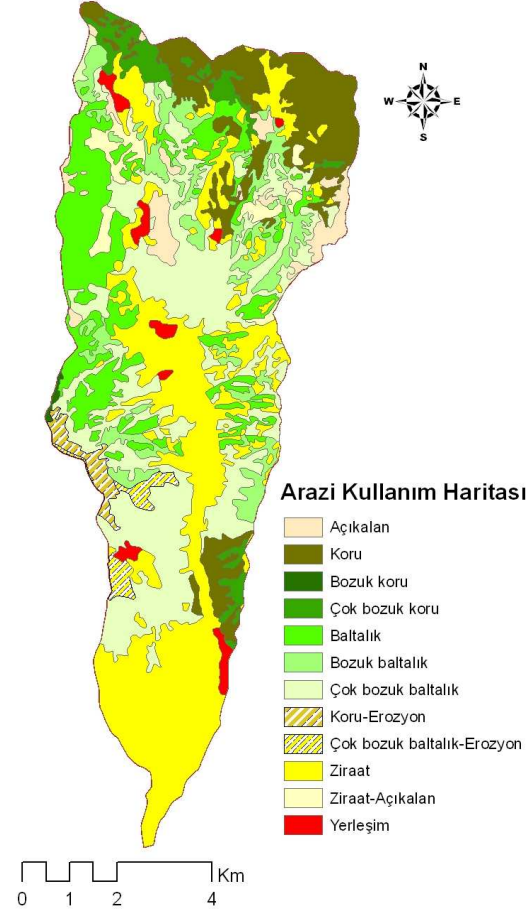 N
W E
S
Arazi Kullanım Haritası
Açıkalan
Koru
Bozuk koru
Çok bozuk koru
Baltalık
Bozuk baltalık
Çok bozuk baltalık
Koru-Erozyon
Çok bozuk baltalık-Erozyon
Ziraat
Ziraat-Açıkalan
Yerleşim
Km
0 1 2 4